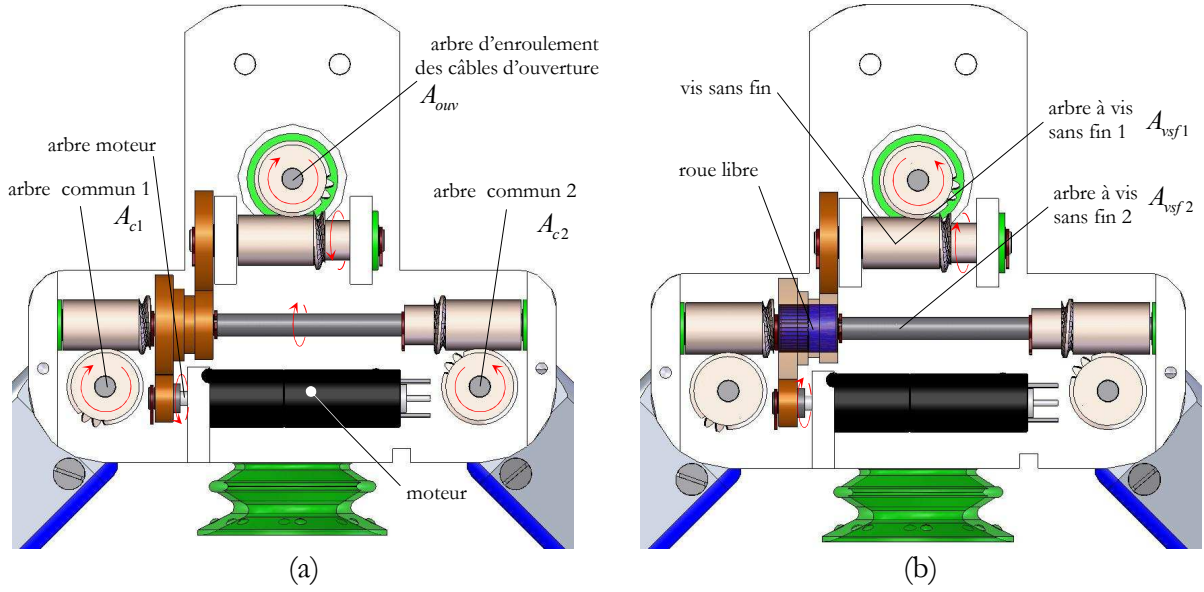 arbre d'enroulement
des câbles d'ouverture
A_ouv
arbre moteur
arbre commun 1
A_c1
arbre commun 2
A_c2
moteur
(a)
vis sans fin
roue libre
arbre à vis
sans fin 1 A_vsf1
arbre à vis
sans fin 2 A_vsf2
(b)